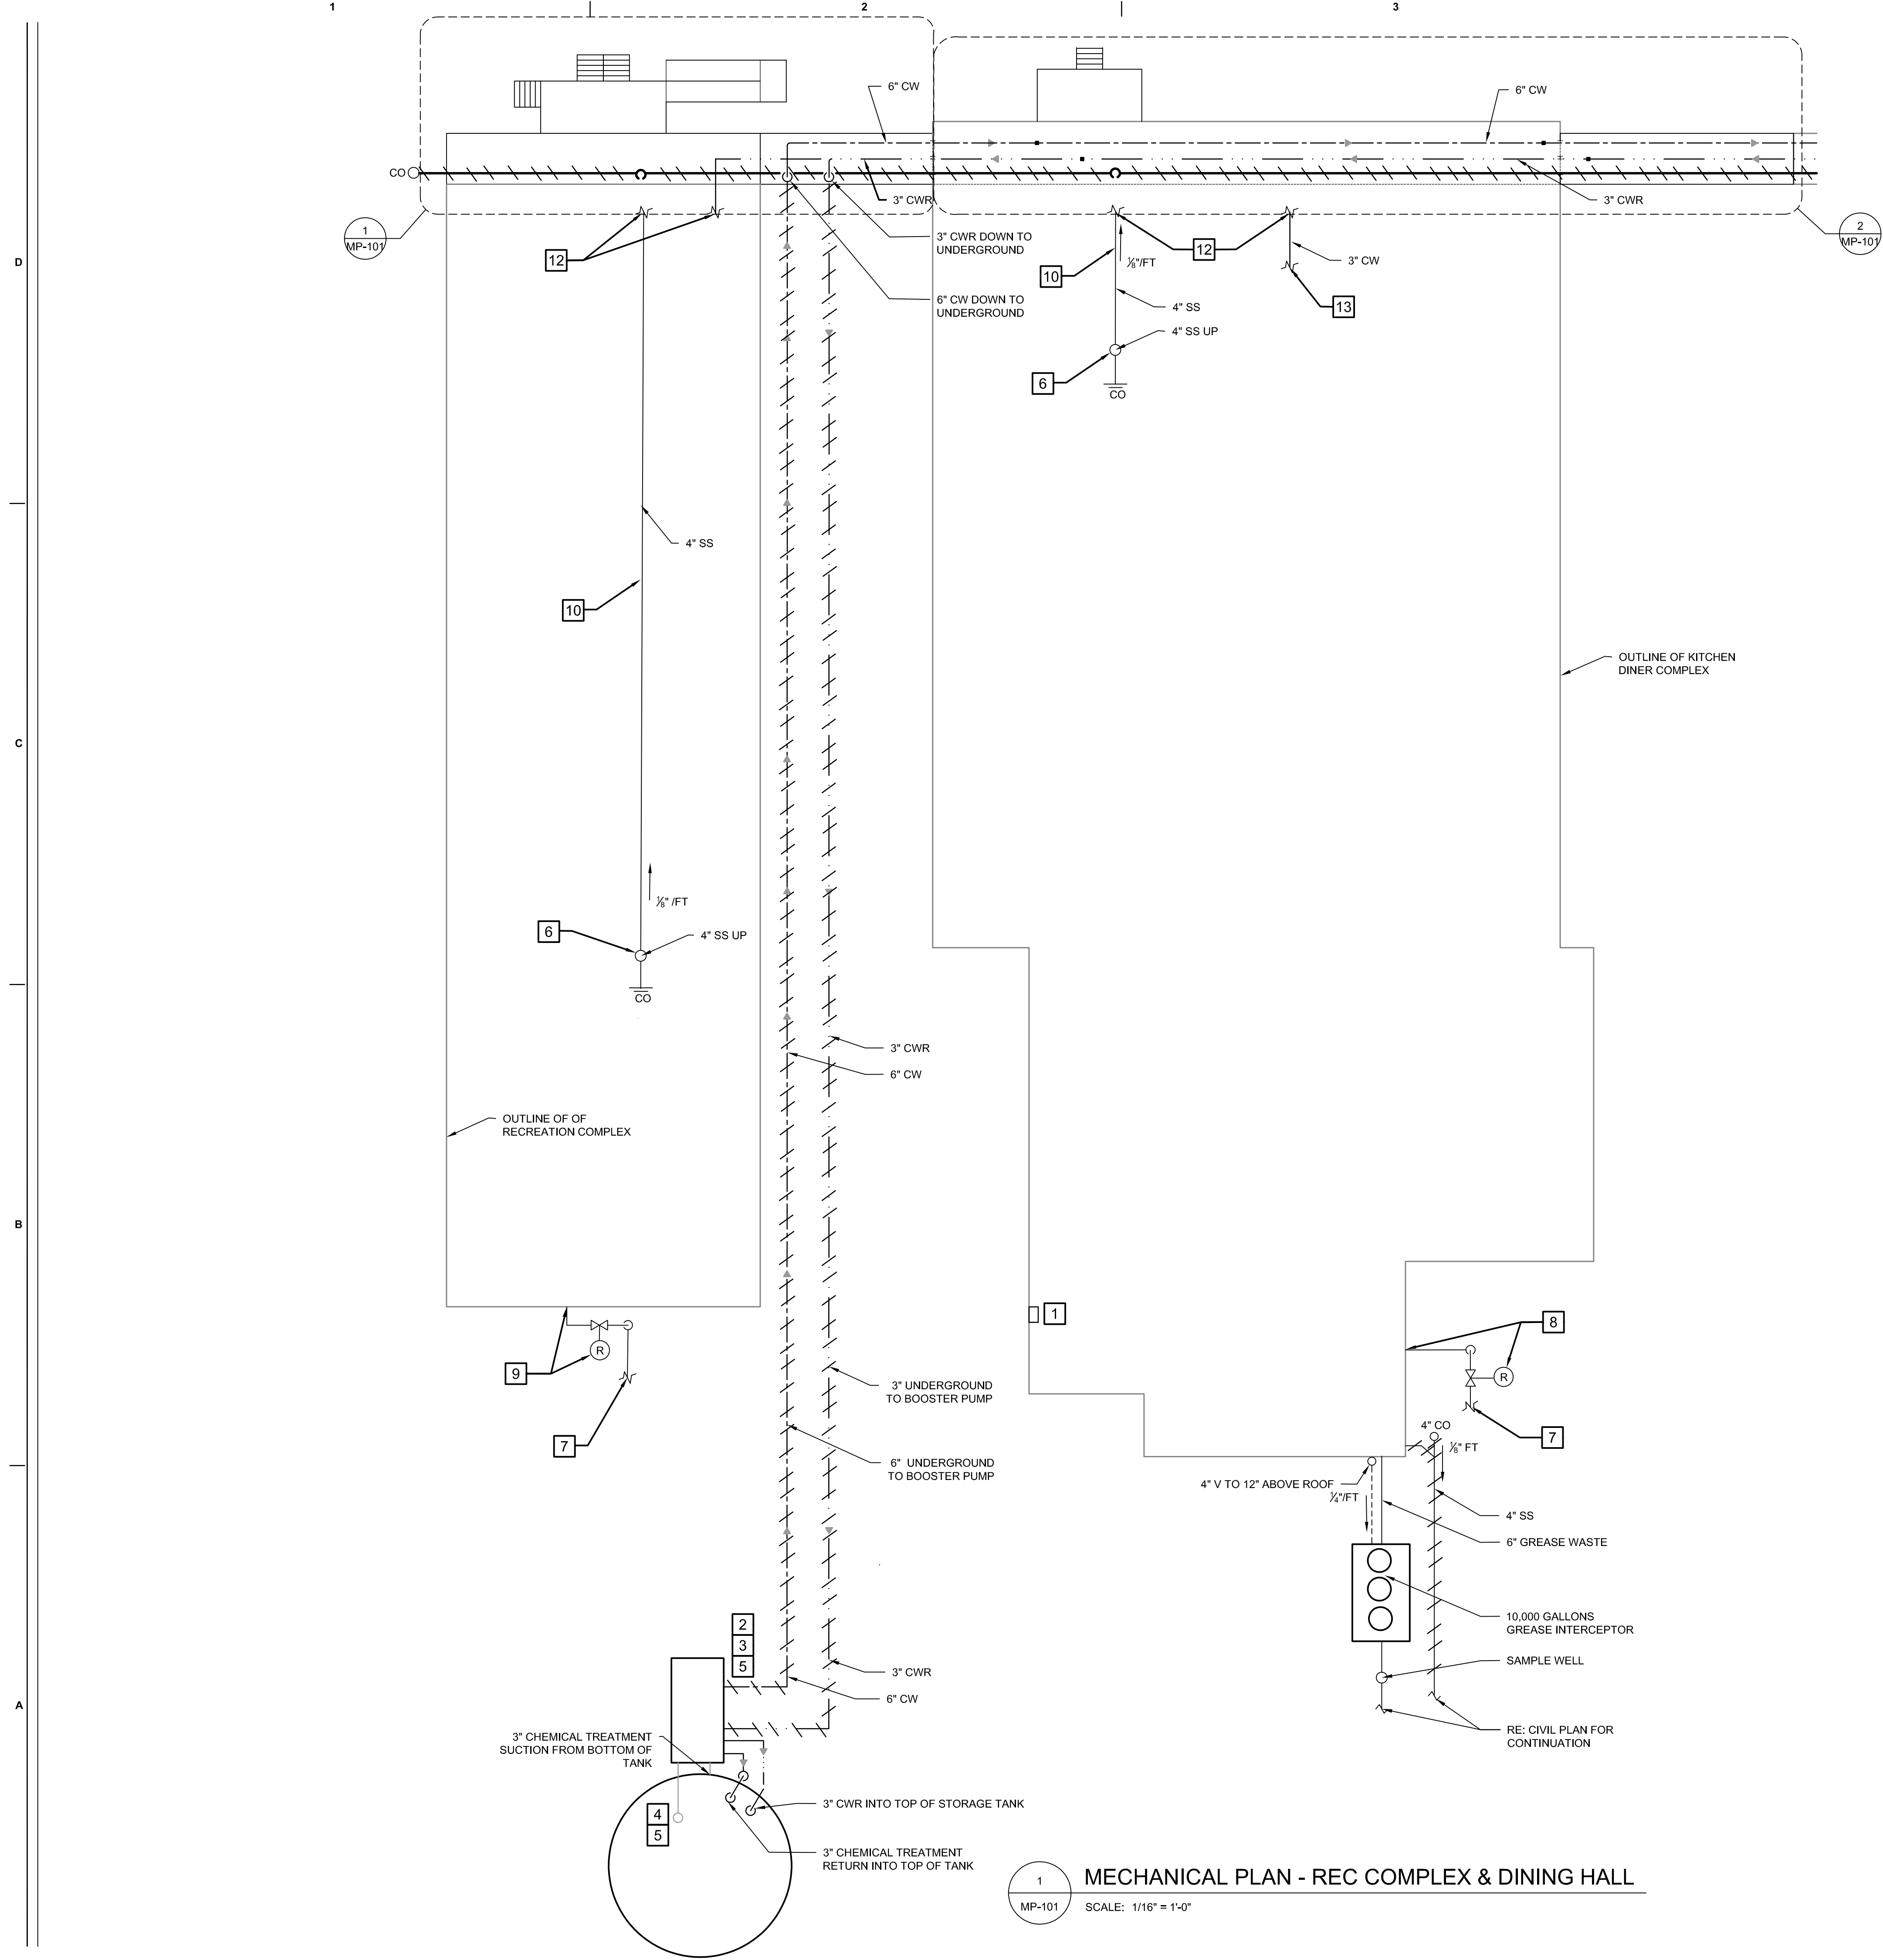 1
2
3
6" CW
6" CW
CO
3" CWR
3" CWR
1
MP-101
2
MP-101
D
12
3" CWR DOWN TO
UNDERGROUND
12
10
⅛"/FT
3" CW
6" CW DOWN TO
UNDERGROUND
4" SS
13
4" SS UP
6
CO
4" SS
10
OUTLINE OF KITCHEN
DINER COMPLEX
C
⅛" /FT
6
4" SS UP
CO
3" CWR
6" CW
OUTLINE OF OF
RECREATION COMPLEX
B
1
8
R
9
R
3" UNDERGROUND
TO BOOSTER PUMP
7
4" CO
7
⅛" FT
6" UNDERGROUND
TO BOOSTER PUMP
4" V TO 12" ABOVE ROOF
¼"/FT
4" SS
6" GREASE WASTE
10,000 GALLONS
GREASE INTERCEPTOR
2
3
5
SAMPLE WELL
3" CWR
6" CW
A
RE: CIVIL PLAN FOR
CONTINUATION
3" CHEMICAL TREATMENT
SUCTION FROM BOTTOM OF
TANK
3" CWR INTO TOP OF STORAGE TANK
4
5
3" CHEMICAL TREATMENT
RETURN INTO TOP OF TANK
1
MP-101
MECHANICAL PLAN - REC COMPLEX & DINING HALL
SCALE: 1/16" = 1'-0"